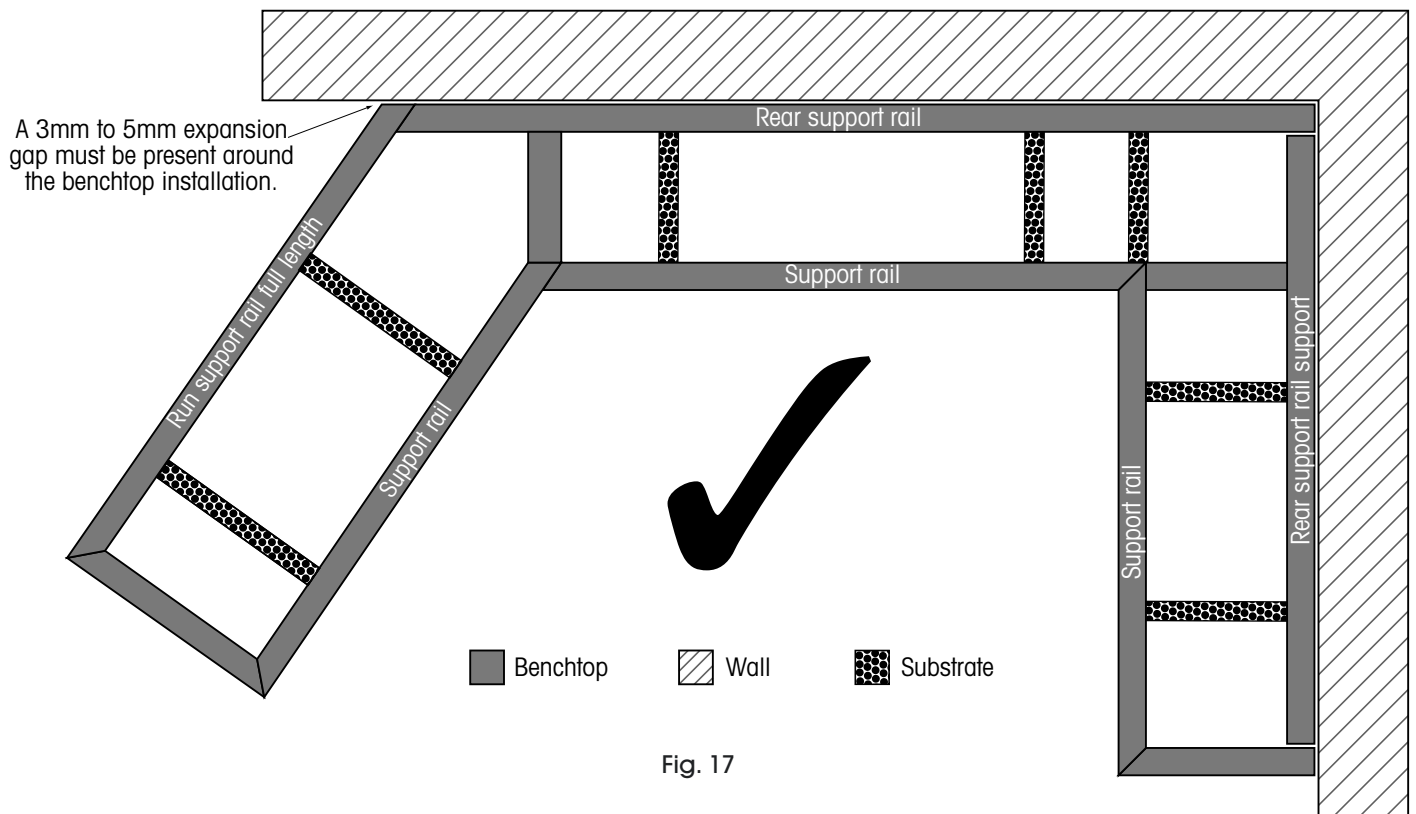 Rear support rail
A 3mm to 5mm expansion
gap must be present around
the benchtop installation.
Run support rail full length
Support rail
Support rail
Support rail
Rear support rail support
Benchtop
Wall
Substrate
Fig. 17